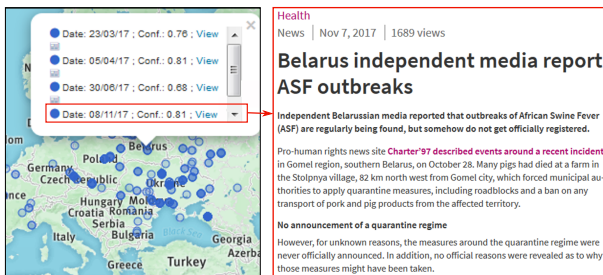 Date: 23/03/17 ; Conf.: 0.76 ; View
Date: 05/04/17 ; Conf.: 0.81 ; View
Date: 30/06/17 ; Conf.: 0.68 ; View
Date: 08/11/17 ; Conf.: 0.81 ; View
Belarus
Poland
Germany
Czech Republic
Ukraine
Hungary
Croatia Romania
Serbia
Italy
Bulgaria
Black Sea
Georgia
Greece
Turkey
Health
News | Nov 7, 2017 | 1689 views
Belarus independent media report
ASF outbreaks
Independent Belarussian media reported that outbreaks of African Swine Fever
(ASF) are regularly being found, but somehow do not get officially registered.
Pro-human rights news site Charter'97 described events around a recent incident
in Gomel region, southern Belarus, on October 28. Many pigs had died at a farm in
the Stolpnya village, 82 km north west from Gomel city, which forced municipal au-
thorities to apply quarantine measures, including roadblocks and a ban on any
transport of pork and pig products from the affected territory.
No announcement of a quarantine regime
However, for unknown reasons, the measures around the quarantine regime were
never officially announced. In addition, no official reasons were revealed as to why
those measures might have been taken.